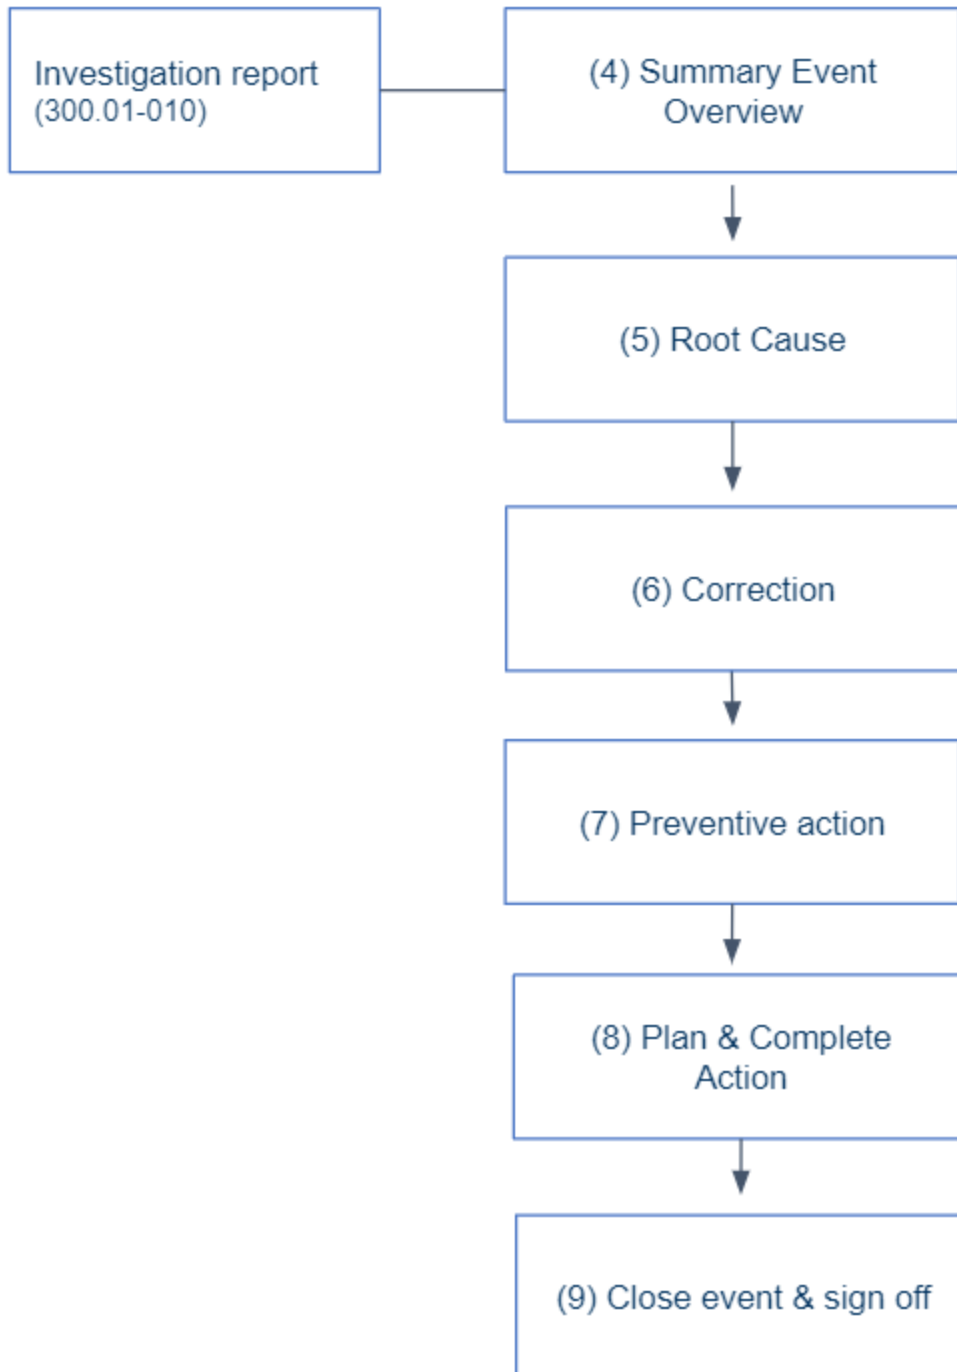 Investigation report
(300.01-010)
(4) Summary Event
Overview
(5) Root Cause
(6) Correction
(7) Preventive action
(8) Plan & Complete
Action
(9) Close event & sign off